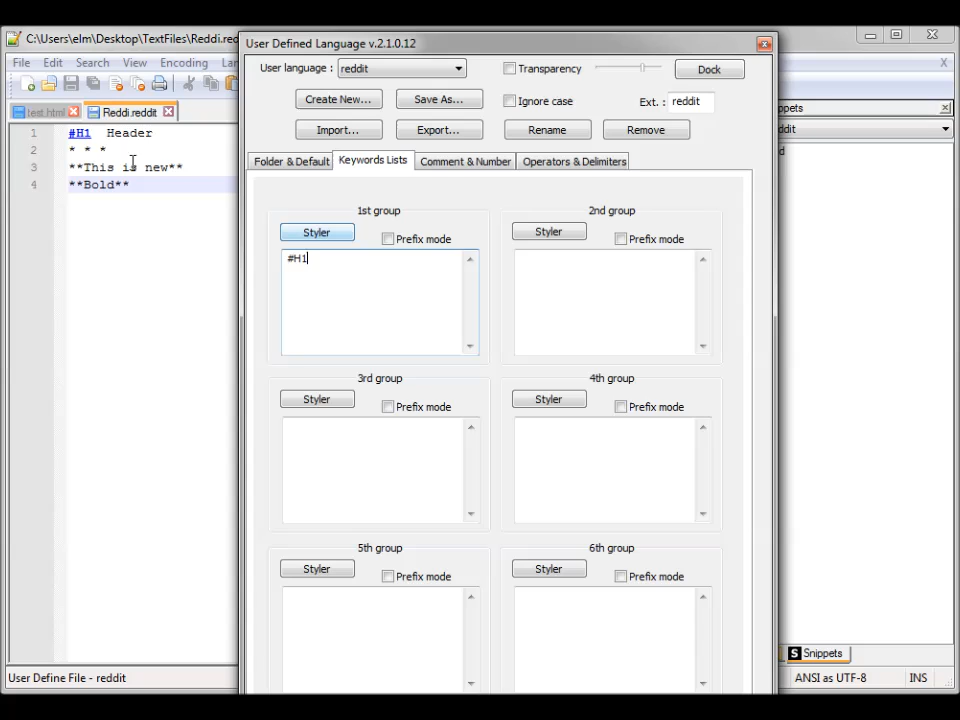 C:\Users\elm\Desktop\TextFiles\Reddi.red
File Edit Search View Encoding Lan
test.html Reddi.reddit
1 #H1 Header
2 * * *
3 **This is new**
4 **Bold**
User Define File - reddit
User Defined Language v.2.1.0.12
User language : reddit
Transparency
Dock
Create New... Save As...
Ignore case
Ext. : reddit
Import... Export... Rename Remove
Folder & Default Keywords Lists Comment & Number Operators & Delimiters
1st group
Styler
Prefix mode
#H1
2nd group
Styler
Prefix mode
3rd group
Styler
Prefix mode
4th group
Styler
Prefix mode
5th group
Styler
Prefix mode
6th group
Styler
Prefix mode
X
ppets
ddit
d
S Snippets
ANSI as UTF-8 INS